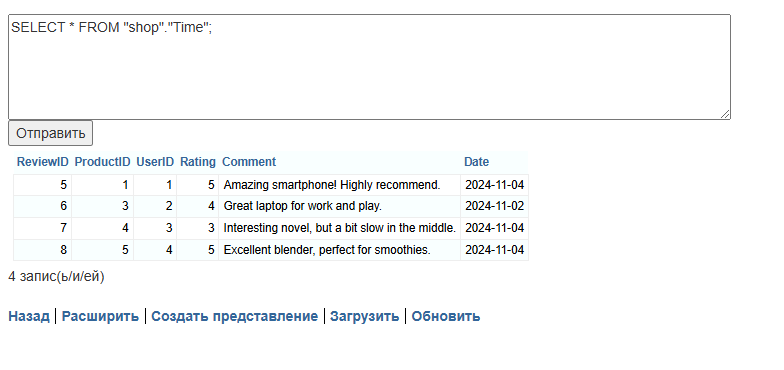 SELECT * FROM "shop"."Time";
Отправить
ReviewID ProductID UserID Rating Comment Date
5 1 1 5 Amazing smartphone! Highly recommend. 2024-11-04
6 3 2 4 Great laptop for work and play. 2024-11-02
7 4 3 3 Interesting novel, but a bit slow in the middle. 2024-11-04
8 5 4 5 Excellent blender, perfect for smoothies. 2024-11-04
4 запис(ь/и/ей)
Назад | Расширить | Создать представление | Загрузить | Обновить